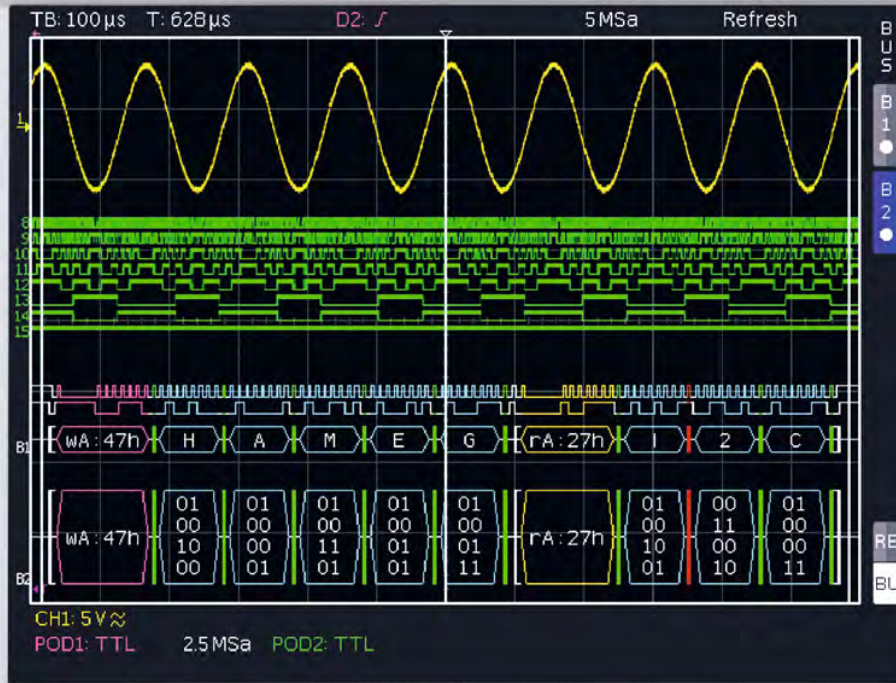 TB: 100µs T: 628µs D2: 5MSa Refresh
BUS
B1
B2
1
8
9
10
11
12
13
14
15
B1 wA:47h H A M E G rA:27h I 2 C
B2 wA:47h 01 01 01 01 01 rA:27h 01 00 01
00 00 00 00 00 00 11 00
10 00 11 01 01 10 00 00
00 01 01 01 11 01 10 11
RE
BU
CH1: 5V≈
POD1: TTL 2.5MSa POD2: TTL